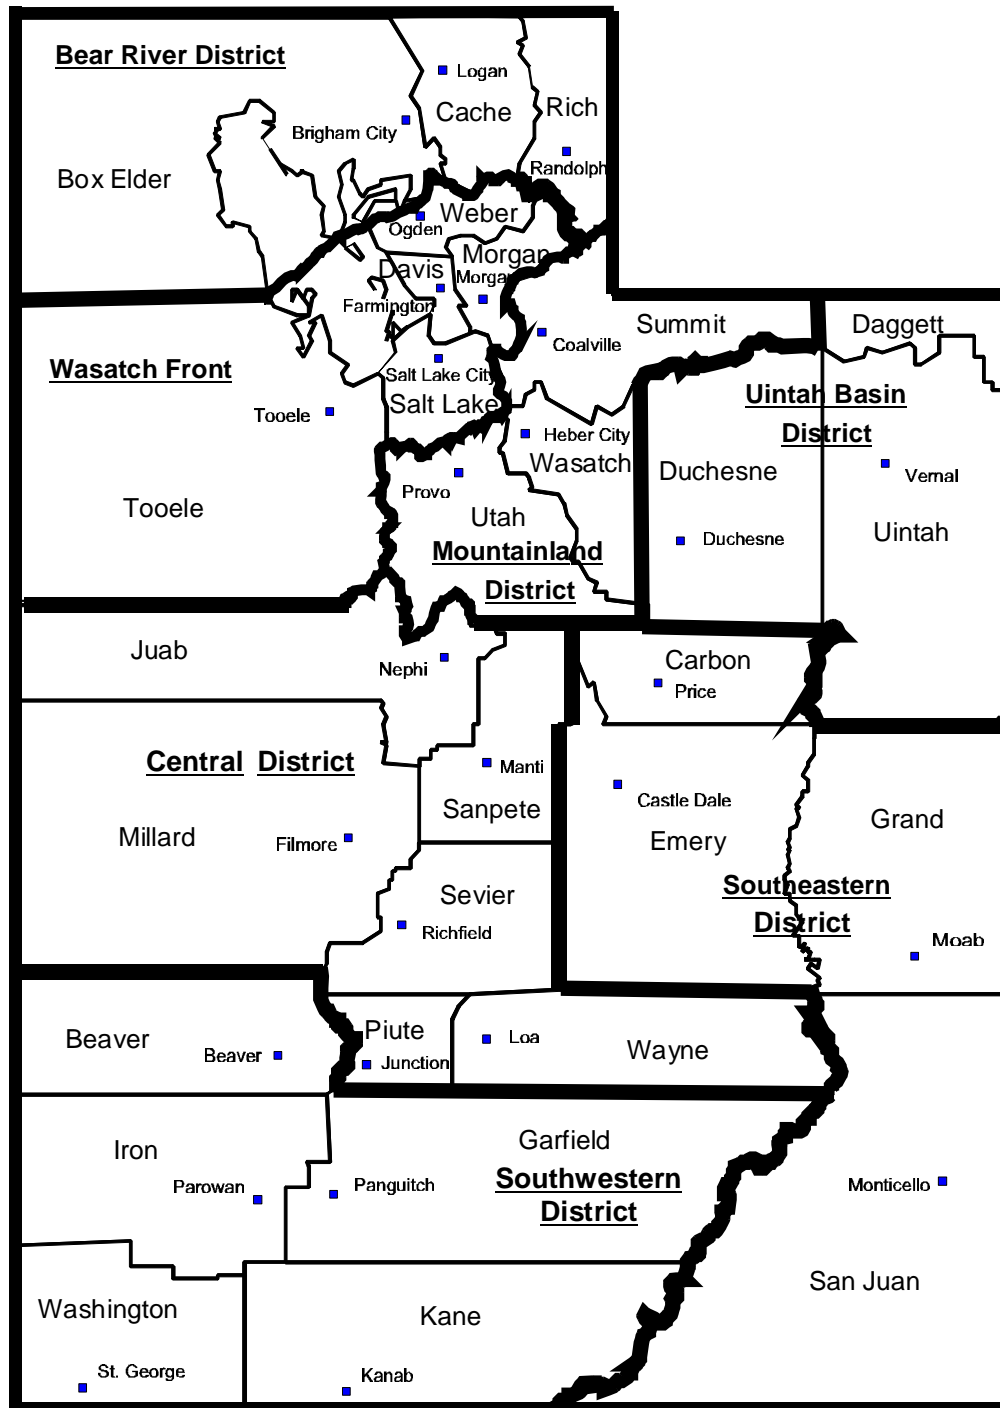 Bear River District
Logan
Cache
Rich
Brigham City
Randolph
Box Elder
Weber
Ogden
Morgan
Davis
Morgan
Farmington
Summit
Daggett
Coalville
Wasatch Front
Salt Lake City
Salt Lake
Uintah Basin
District
Tooele
Heber City
Wasatch
Duchesne
Vernal
Provo
Tooele
Utah
Uintah
Duchesne
Mountainland
District
Juab
Nephi
Carbon
Price
Central District
Manti
Sanpete
Castle Dale
Grand
Millard
Filmore
Emery
Southeastern
District
Sevier
Richfield
Moab
Beaver
Beaver
Piute
Junction
Loa
Wayne
Iron
Garfield
Parowan
Panguitch
Southwestern
District
Monticello
San Juan
Washington
Kane
St. George
Kanab